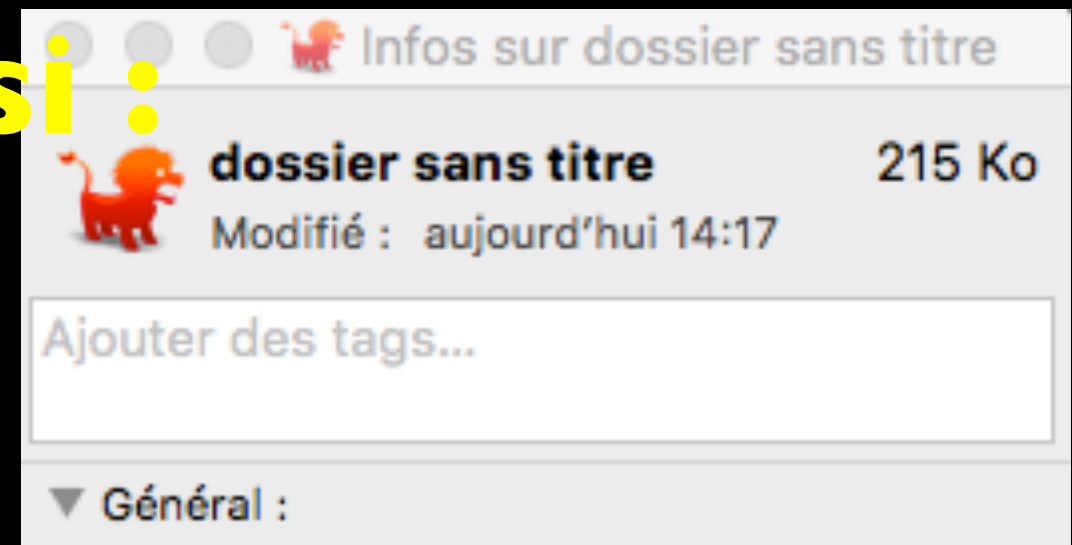 Infos sur dossier sans titre
si :
dossier sans titre 215 Ko
Modifié : aujourd’hui 14:17
Ajouter des tags...
Général :